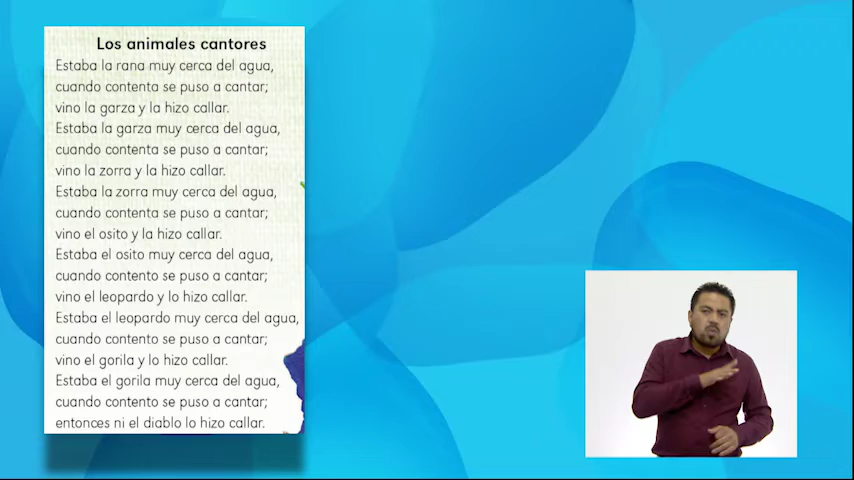 Los animales cantores
Estaba la rana muy cerca del agua,
cuando contenta se puso a cantar;
vino la garza y la hizo callar.
Estaba la garza muy cerca del agua,
cuando contenta se puso a cantar;
vino la zorra y la hizo callar.
Estaba la zorra muy cerca del agua,
cuando contenta se puso a cantar;
vino el osito y la hizo callar.
Estaba el osito muy cerca del agua,
cuando contento se puso a cantar;
vino el leopardo y lo hizo callar.
Estaba el leopardo muy cerca del agua,
cuando contento se puso a cantar;
vino el gorila y lo hizo callar.
Estaba el gorila muy cerca del agua,
cuando contento se puso a cantar;
entonces ni el diablo lo hizo callar.